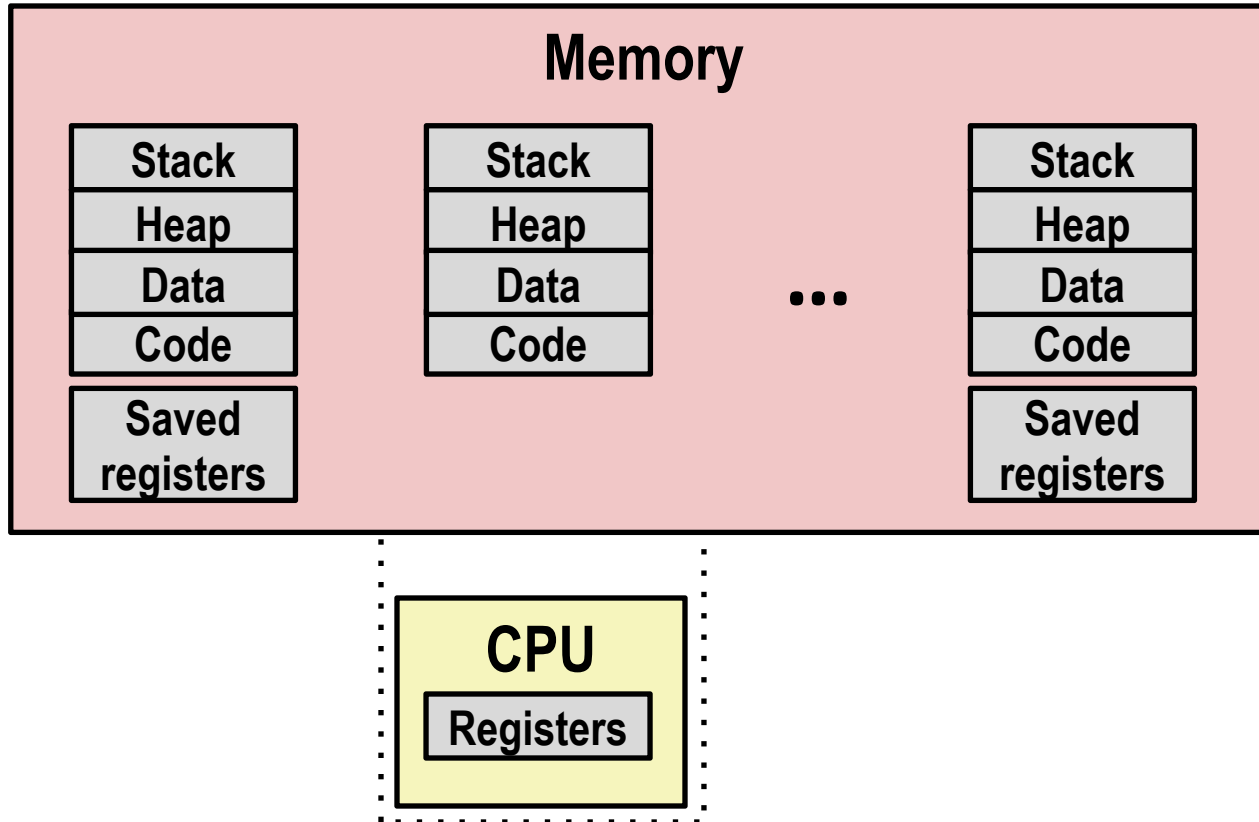 Memory
Stack
Heap
Data
Code
Saved
registers
Stack
Heap
Data
Code
...
Stack
Heap
Data
Code
Saved
registers
CPU
Registers